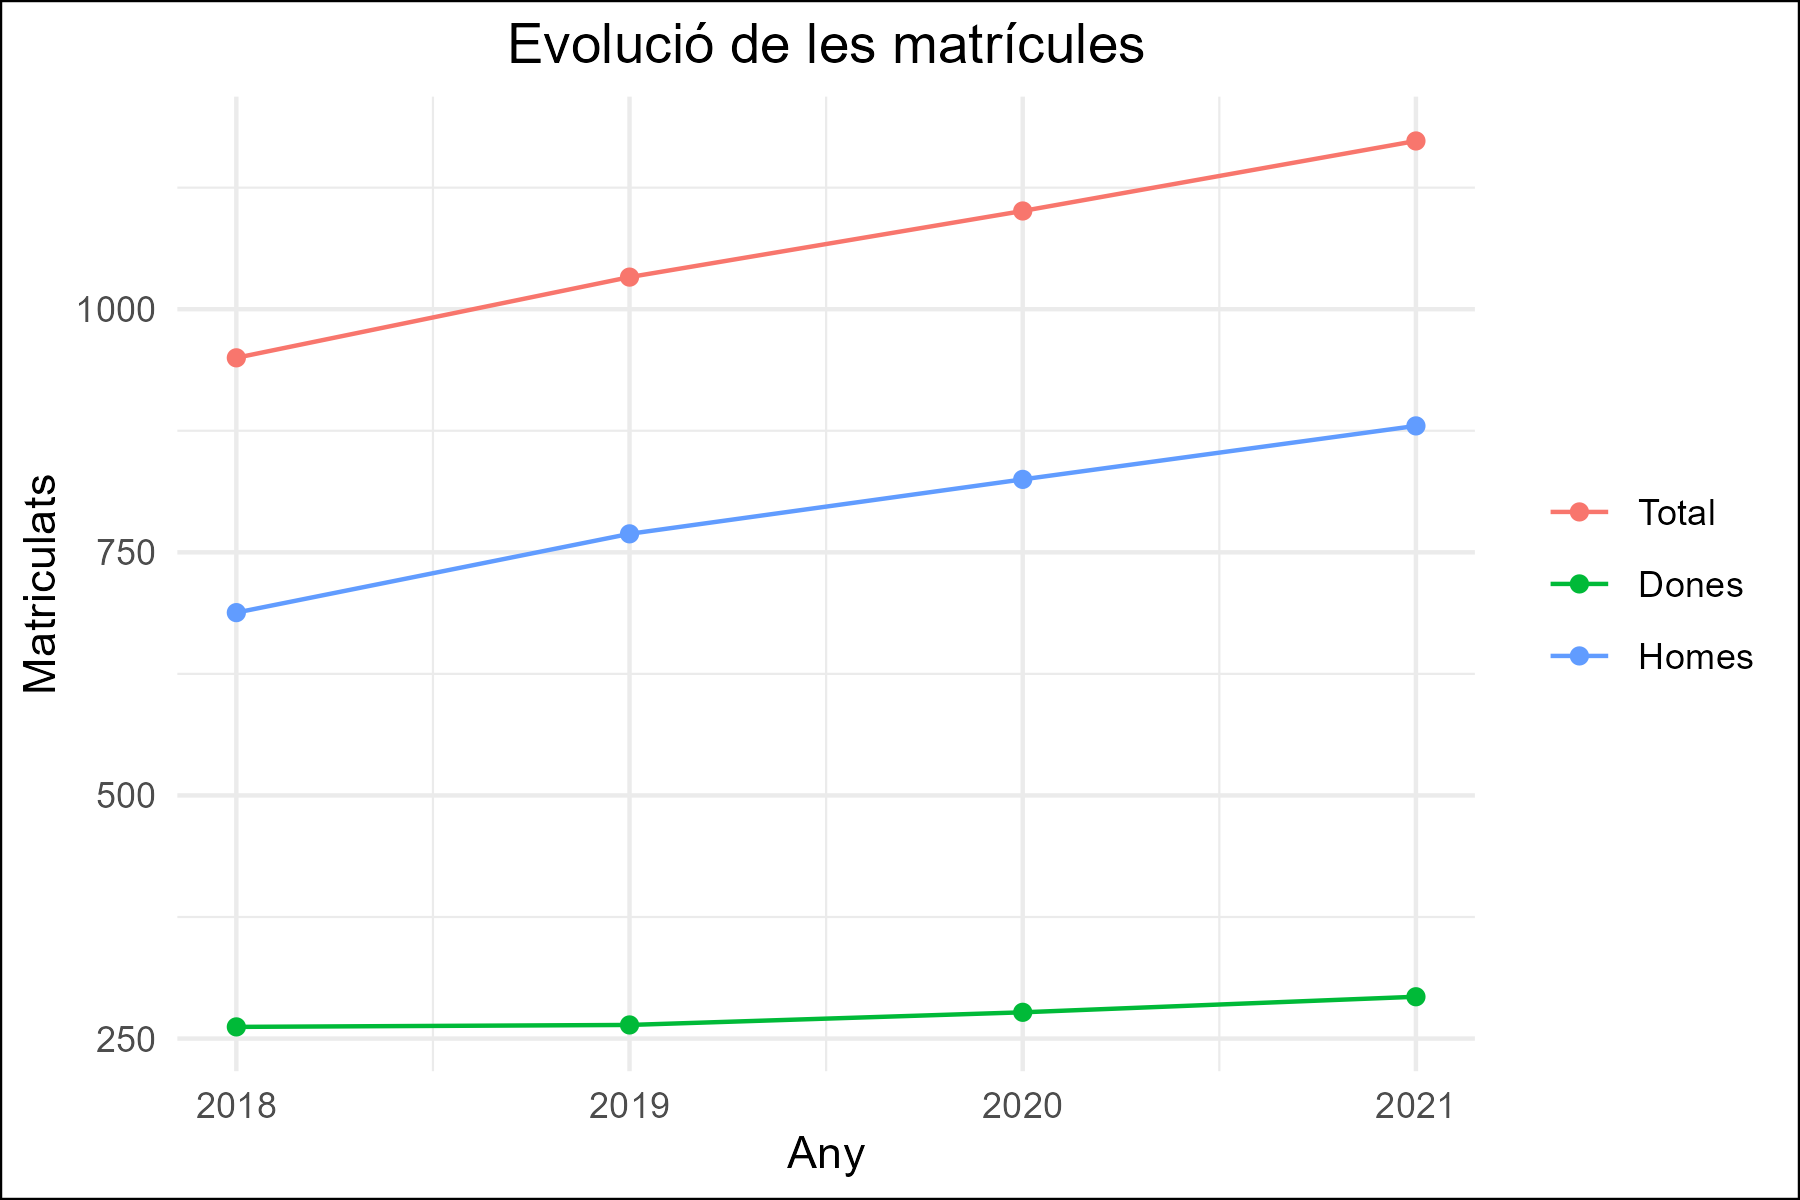 Evolució de les matrícules
Matriculats
1000
750
500
250
2018 2019 2020 2021
Any
Total
Dones
Homes